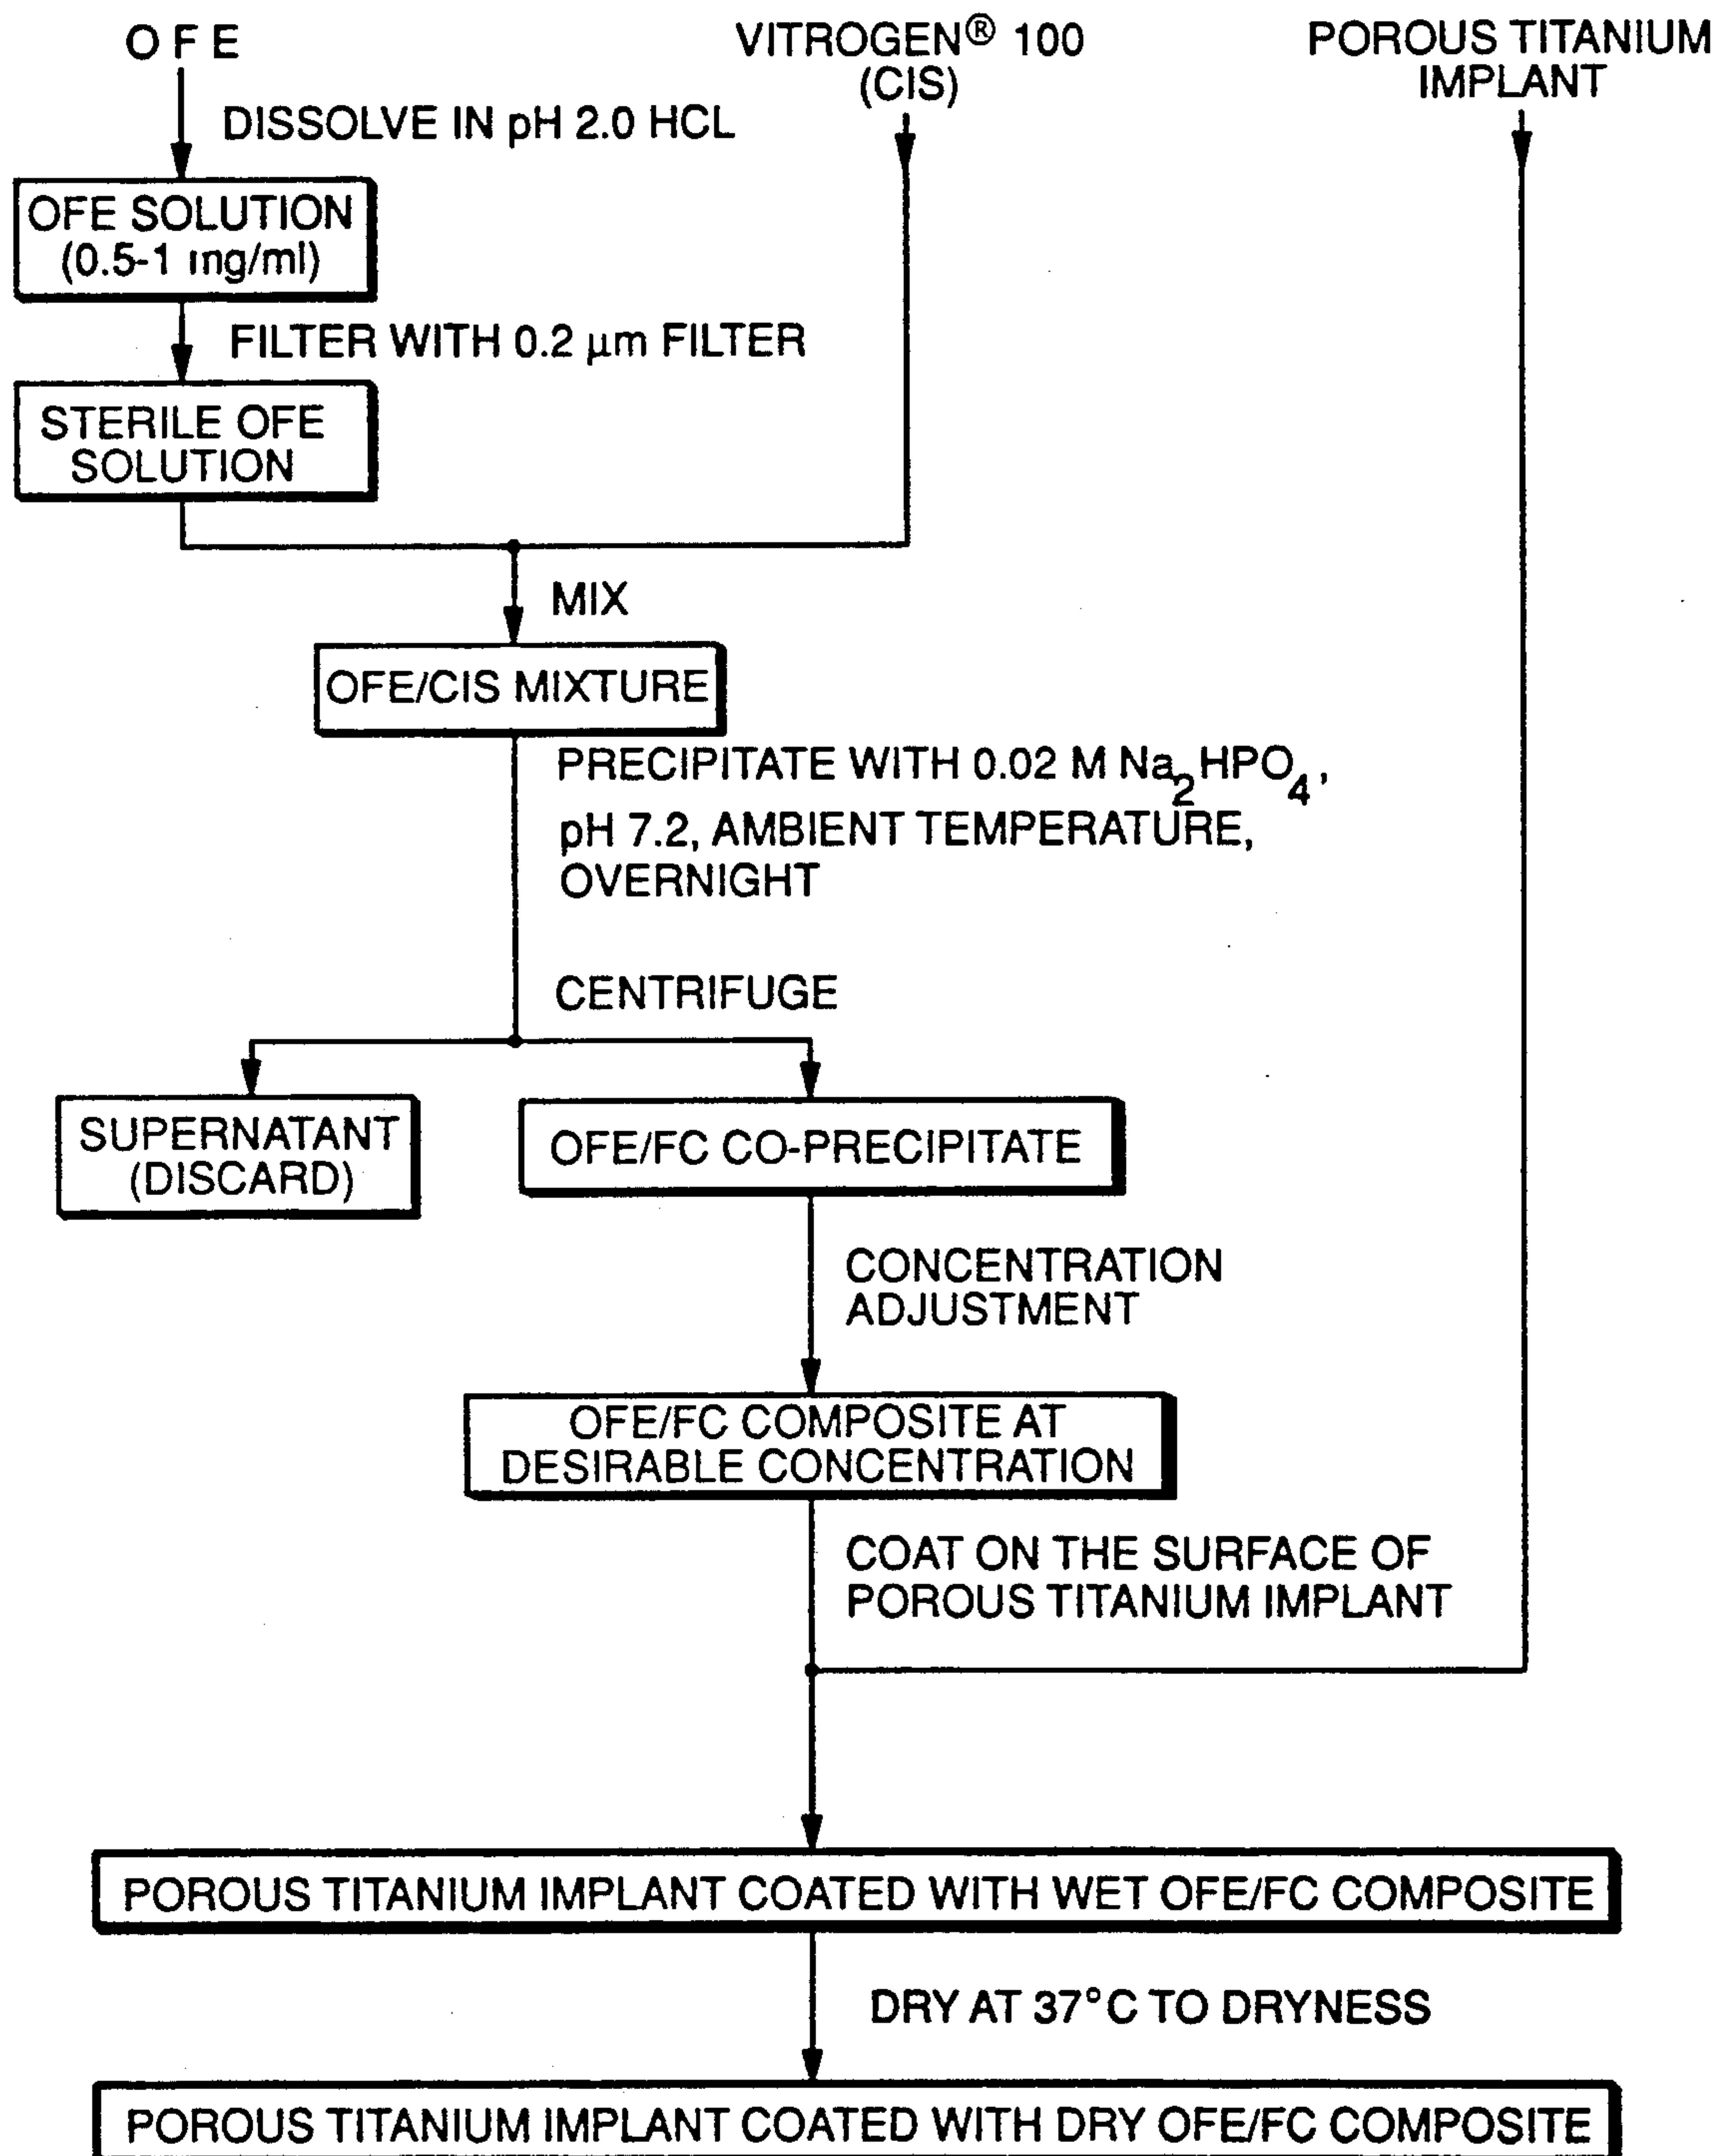 O F E
VITROGEN® 100
(CIS)
POROUS TITANIUM
IMPLANT
DISSOLVE IN pH 2.0 HCL
OFE SOLUTION
(0.5-1 mg/ml)
FILTER WITH 0.2 µm FILTER
STERILE OFE
SOLUTION
MIX
OFE/CIS MIXTURE
PRECIPITATE WITH 0.02 M Na₂HPO₄,
pH 7.2, AMBIENT TEMPERATURE,
OVERNIGHT
CENTRIFUGE
SUPERNATANT
(DISCARD)
OFE/FC CO-PRECIPITATE
CONCENTRATION
ADJUSTMENT
OFE/FC COMPOSITE AT
DESIRABLE CONCENTRATION
COAT ON THE SURFACE OF
POROUS TITANIUM IMPLANT
POROUS TITANIUM IMPLANT COATED WITH WET OFE/FC COMPOSITE
DRY AT 37°C TO DRYNESS
POROUS TITANIUM IMPLANT COATED WITH DRY OFE/FC COMPOSITE